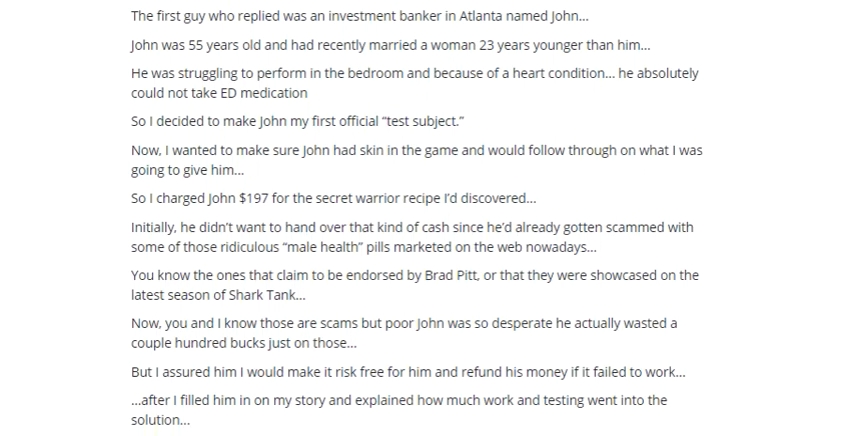 The first guy who replied was an investment banker in Atlanta named John...
John was 55 years old and had recently married a woman 23 years younger than him...
He was struggling to perform in the bedroom and because of a heart condition... he absolutely
could not take ED medication
So I decided to make John my first official “test subject.”
Now, I wanted to make sure John had skin in the game and would follow through on what I was
going to give him...
So I charged John $197 for the secret warrior recipe I’d discovered...
Initially, he didn’t want to hand over that kind of cash since he’d already gotten scammed with
some of those ridiculous “male health” pills marketed on the web nowadays...
You know the ones that claim to be endorsed by Brad Pitt, or that they were showcased on the
latest season of Shark Tank...
Now, you and I know those are scams but poor John was so desperate he actually wasted a
couple hundred bucks just on those...
But I assured him I would make it risk free for him and refund his money if it failed to work...
...after I filled him in on my story and explained how much work and testing went into the
solution...